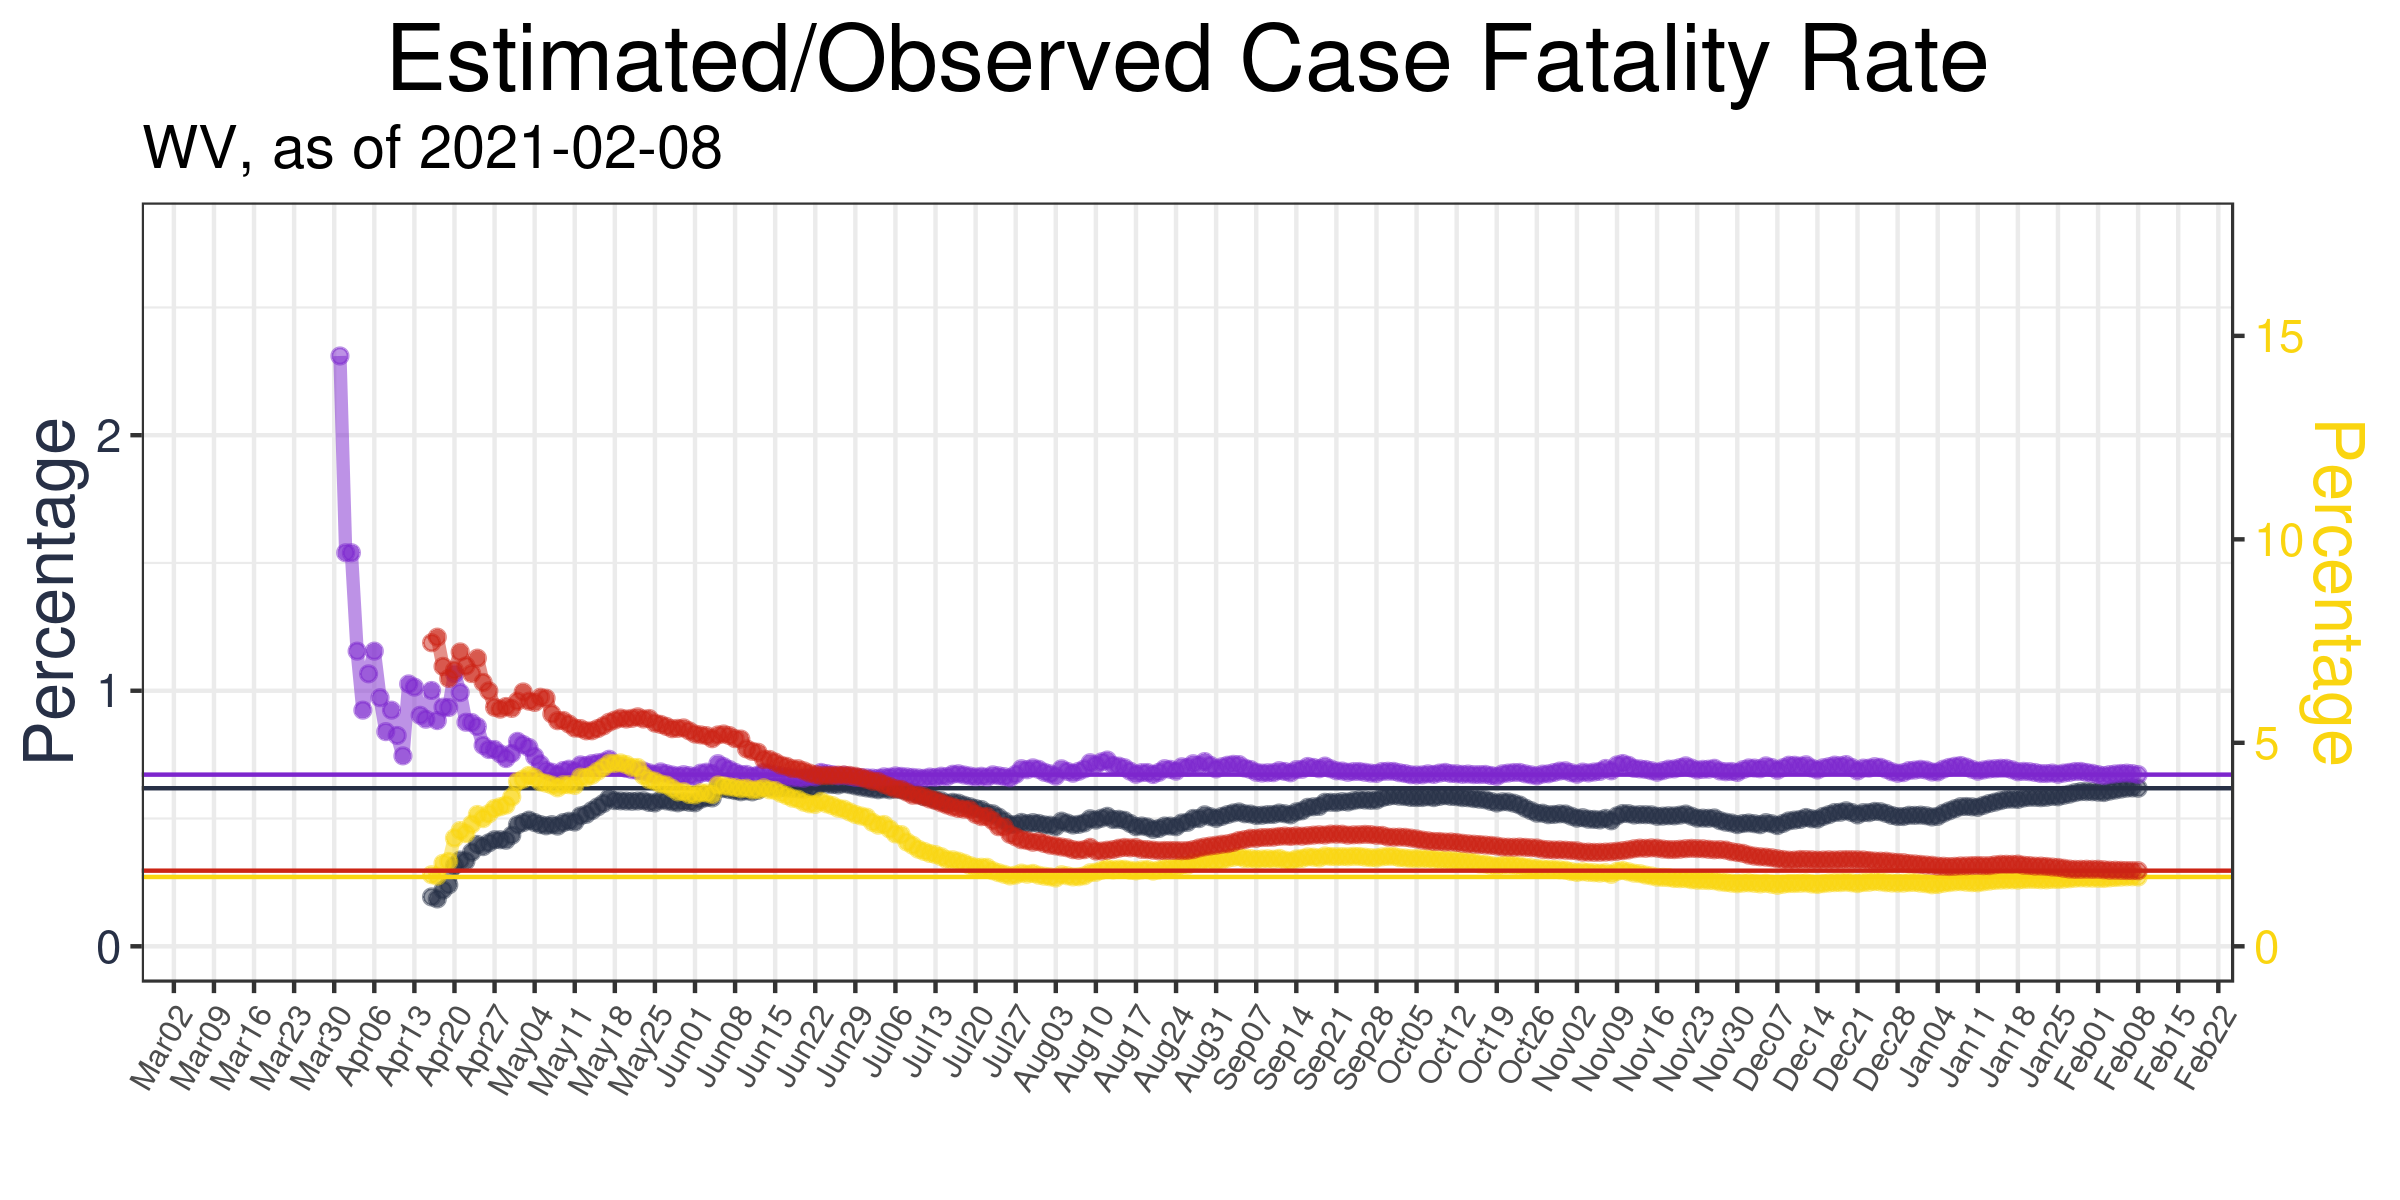 Estimated/Observed Case Fatality Rate
WV, as of 2021-02-08
Percentage
2
1
0
15
10
5
0
Percentage
Mar02 Mar09 Mar16 Mar23 Mar30 Apr06 Apr13 Apr20 Apr27 May04 May11 May18 May25 Jun01 Jun08 Jun15 Jun22 Jun29 Jul06 Jul13 Jul20 Jul27 Aug03 Aug10 Aug17 Aug24 Aug31 Sep07 Sep14 Sep21 Sep28 Oct05 Oct12 Oct19 Oct26 Nov02 Nov09 Nov16 Nov23 Nov30 Dec07 Dec14 Dec21 Dec28 Jan04 Jan11 Jan18 Jan25 Feb01 Feb08 Feb15 Feb22